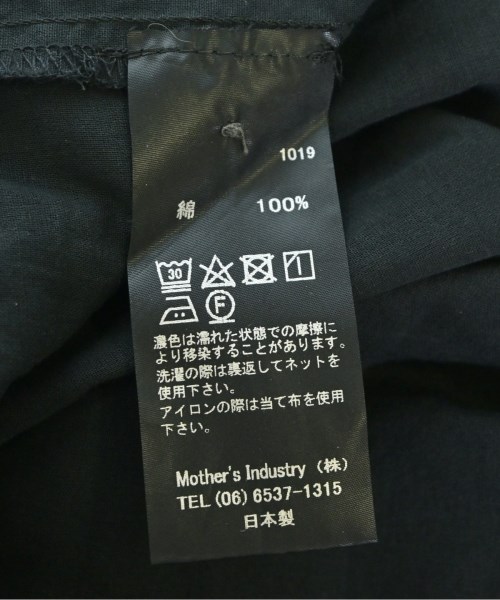 1019
綿 100%
30
F
濃色は濡れた状態での摩擦に
より移染することがあります。
洗濯の際は裏返してネットを
使用下さい。
アイロンの際は当て布を使用
下さい。
Mother's Industry（株）
TEL (06) 6537-1315
日本製